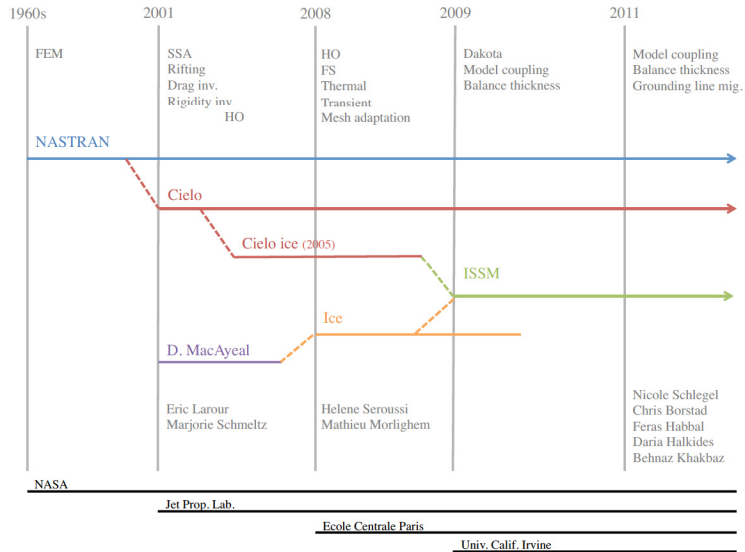 1960s 2001 2008 2009 2011
FEM
SSA
Rifting
Drag inv.
Rigidity inv.
HO
HO
FS
Thermal
Transient
Mesh adaptation
Dakota
Model coupling
Balance thickness
Model coupling
Balance thickness
Grounding line mig.
NASTRAN
Cielo
Cielo ice (2005)
ISSM
Ice
D. MacAyeal
Eric Larour
Marjorie Schmeltz
Helene Seroussi
Mathieu Morlighem
Nicole Schlegel
Chris Borstad
Feras Habbal
Daria Halkides
Behnaz Khakbaz
NASA
Jet Prop. Lab.
Ecole Centrale Paris
Univ. Calif. Irvine